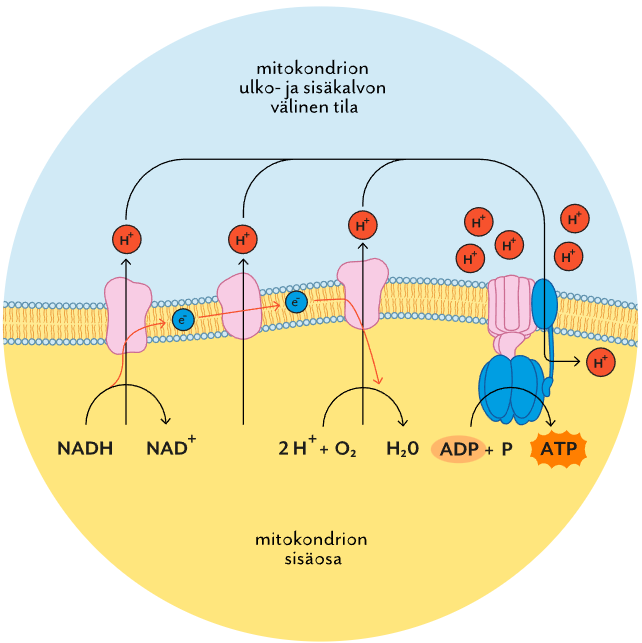 mitokondrion
ulko- ja sisäkalvon
välinen tila
H⁺
H⁺
H⁺
H⁺
H⁺
H⁺
H⁺
H⁺
e⁻
e⁻
H⁺
NADH NAD⁺ 2 H⁺ + O₂ H₂0 ADP + P ATP
mitokondrion
sisäosa